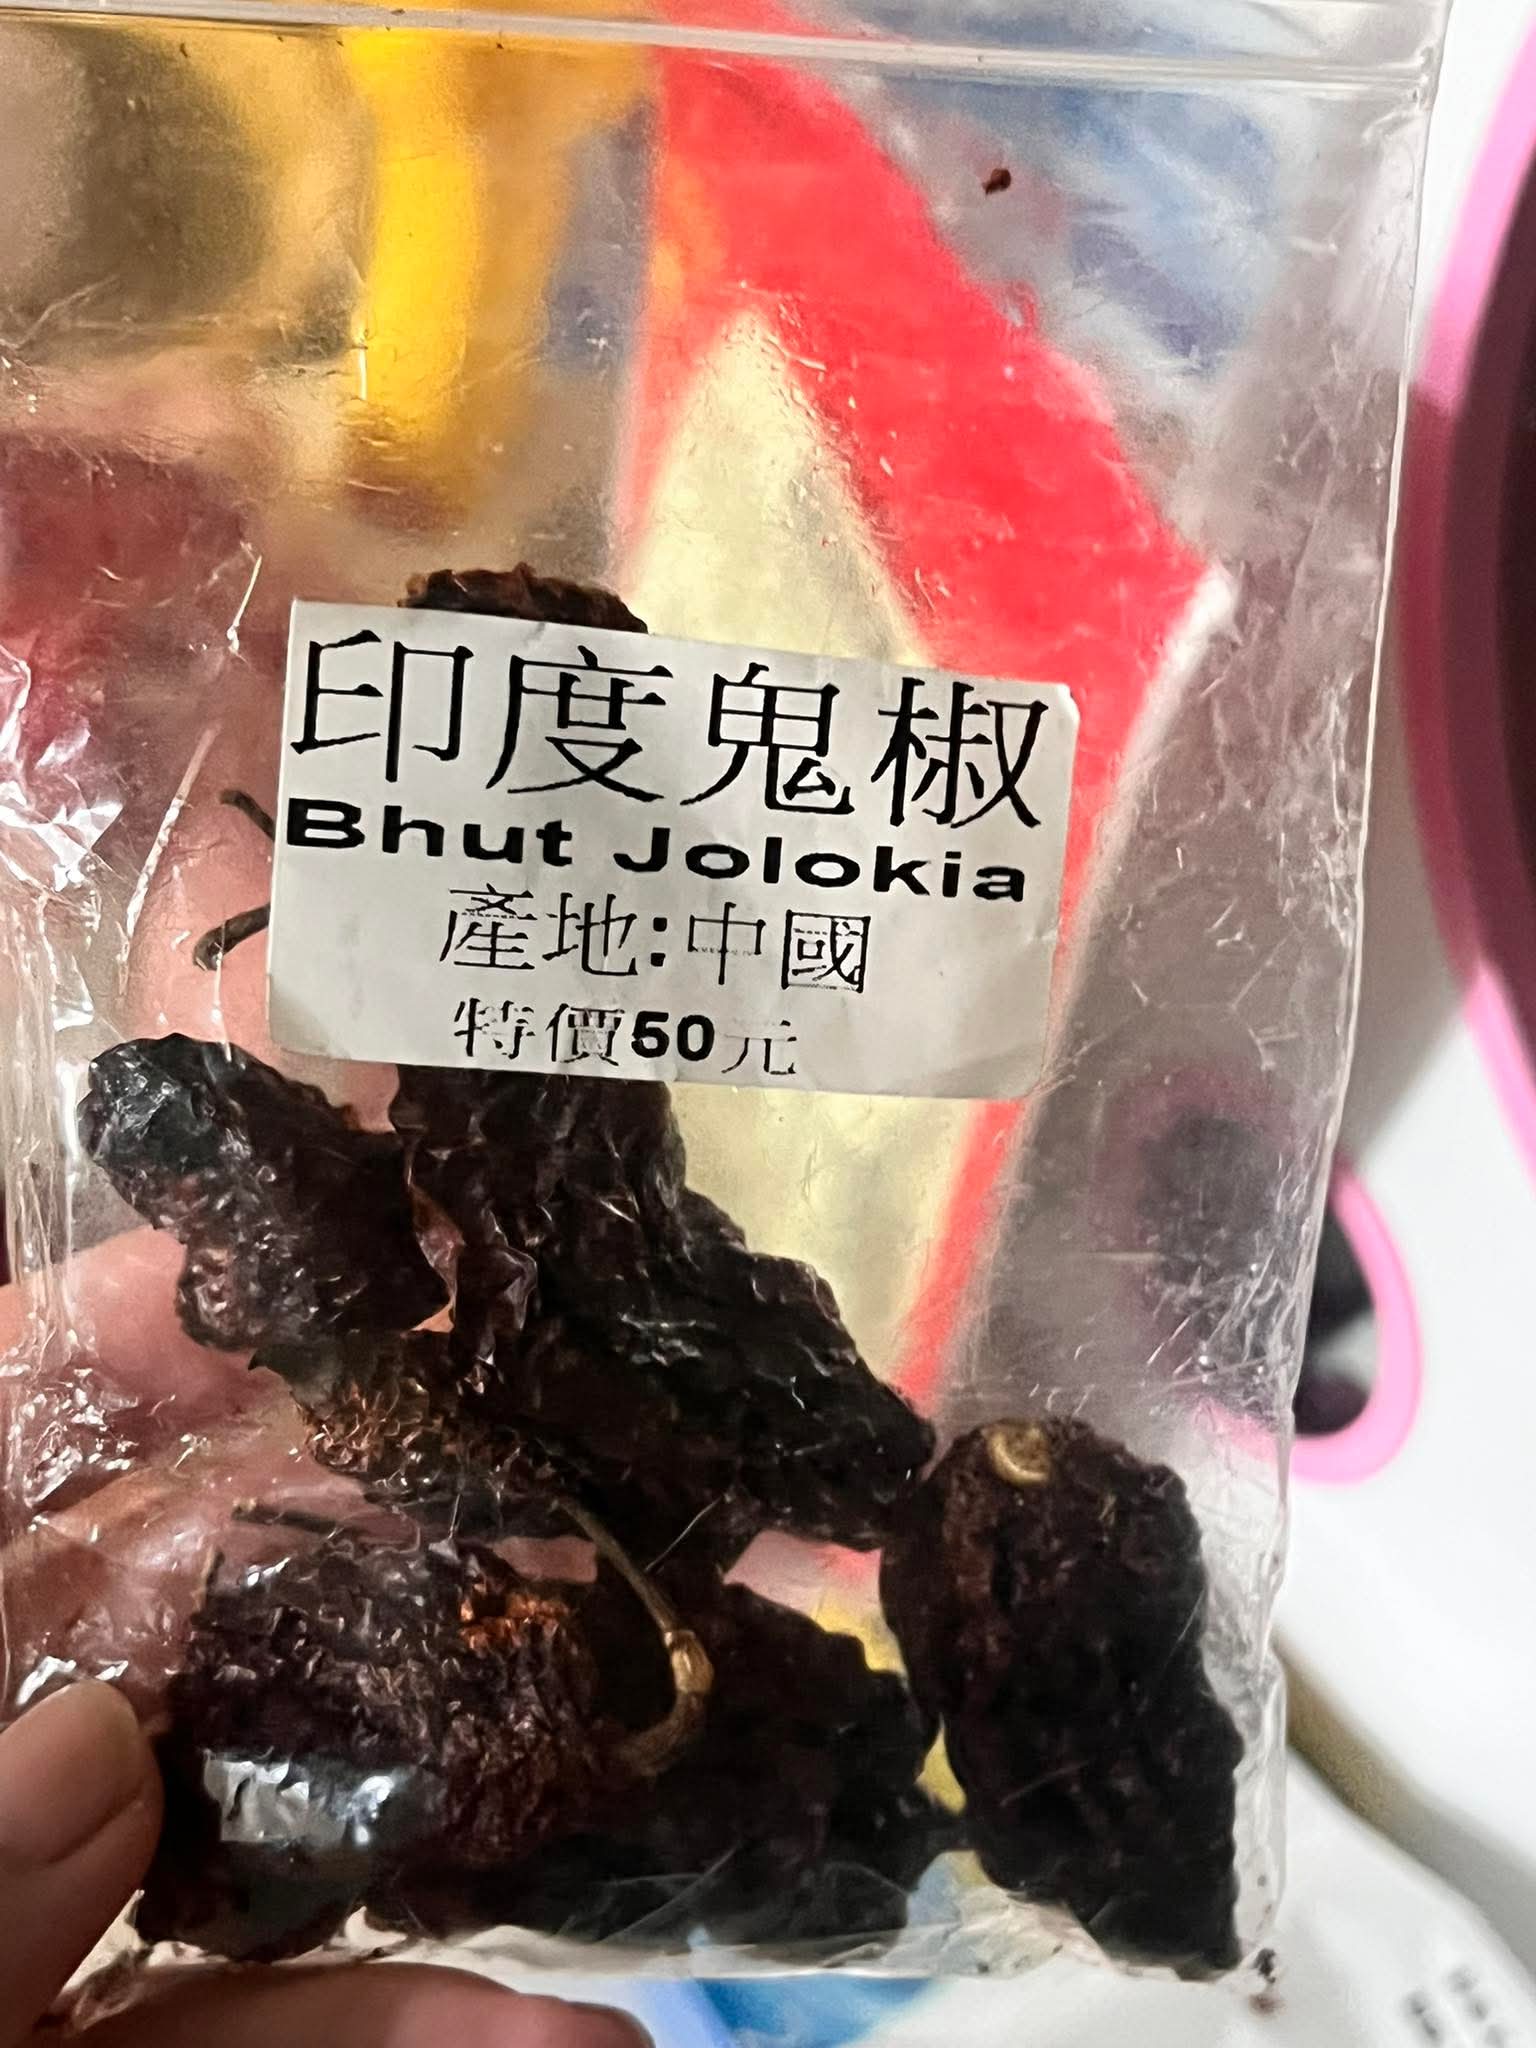 印度鬼椒
Bhut Jolokia
產地:中國
特價50元